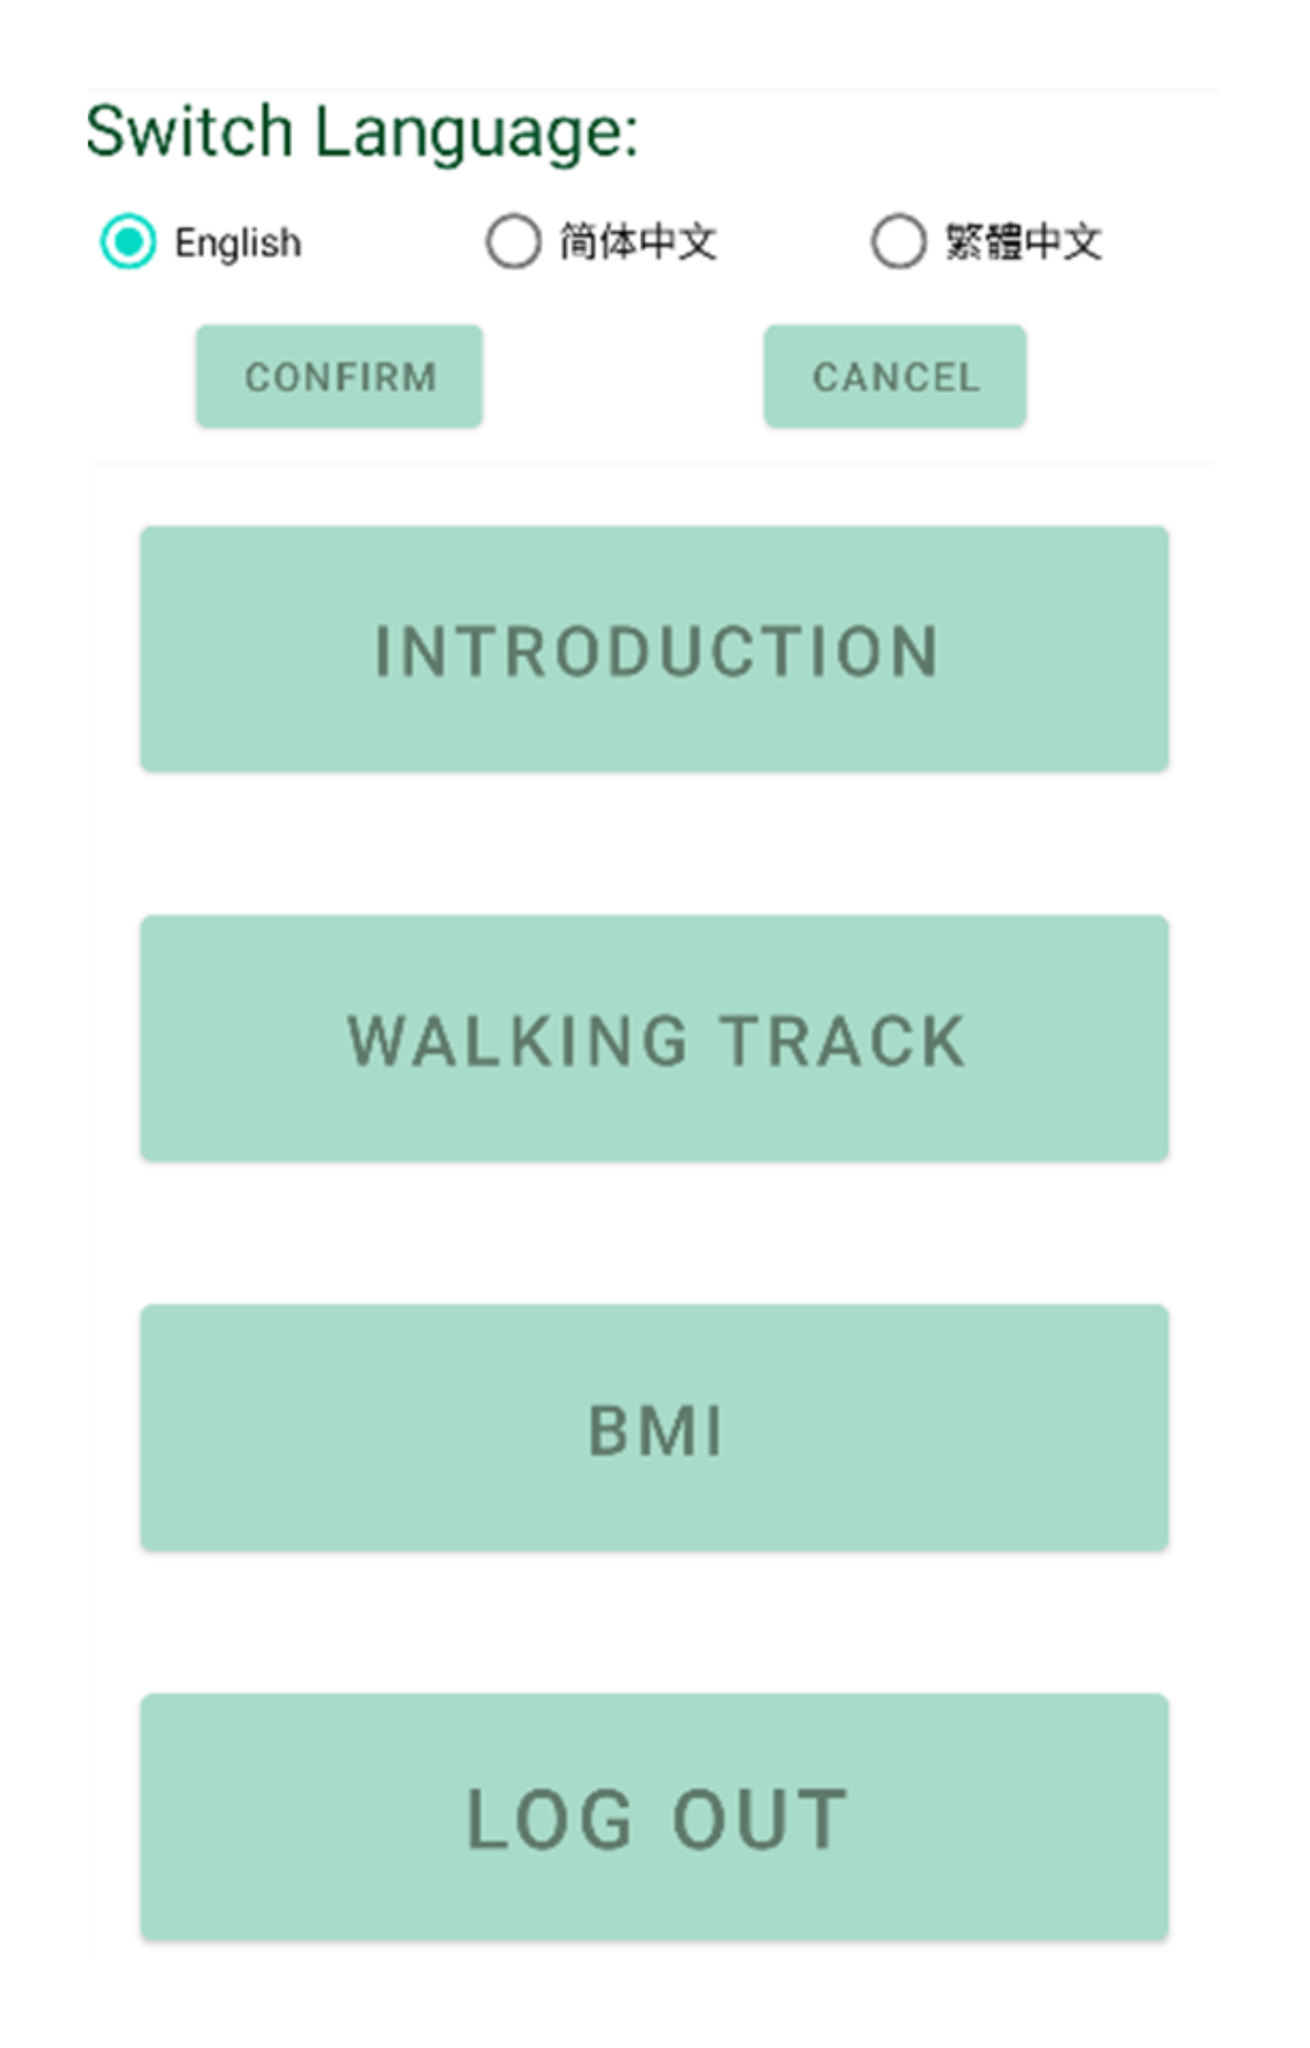 Switch Language:
English 简体中文 繁體中文
CONFIRM CANCEL
INTRODUCTION
WALKING TRACK
BMI
LOG OUT